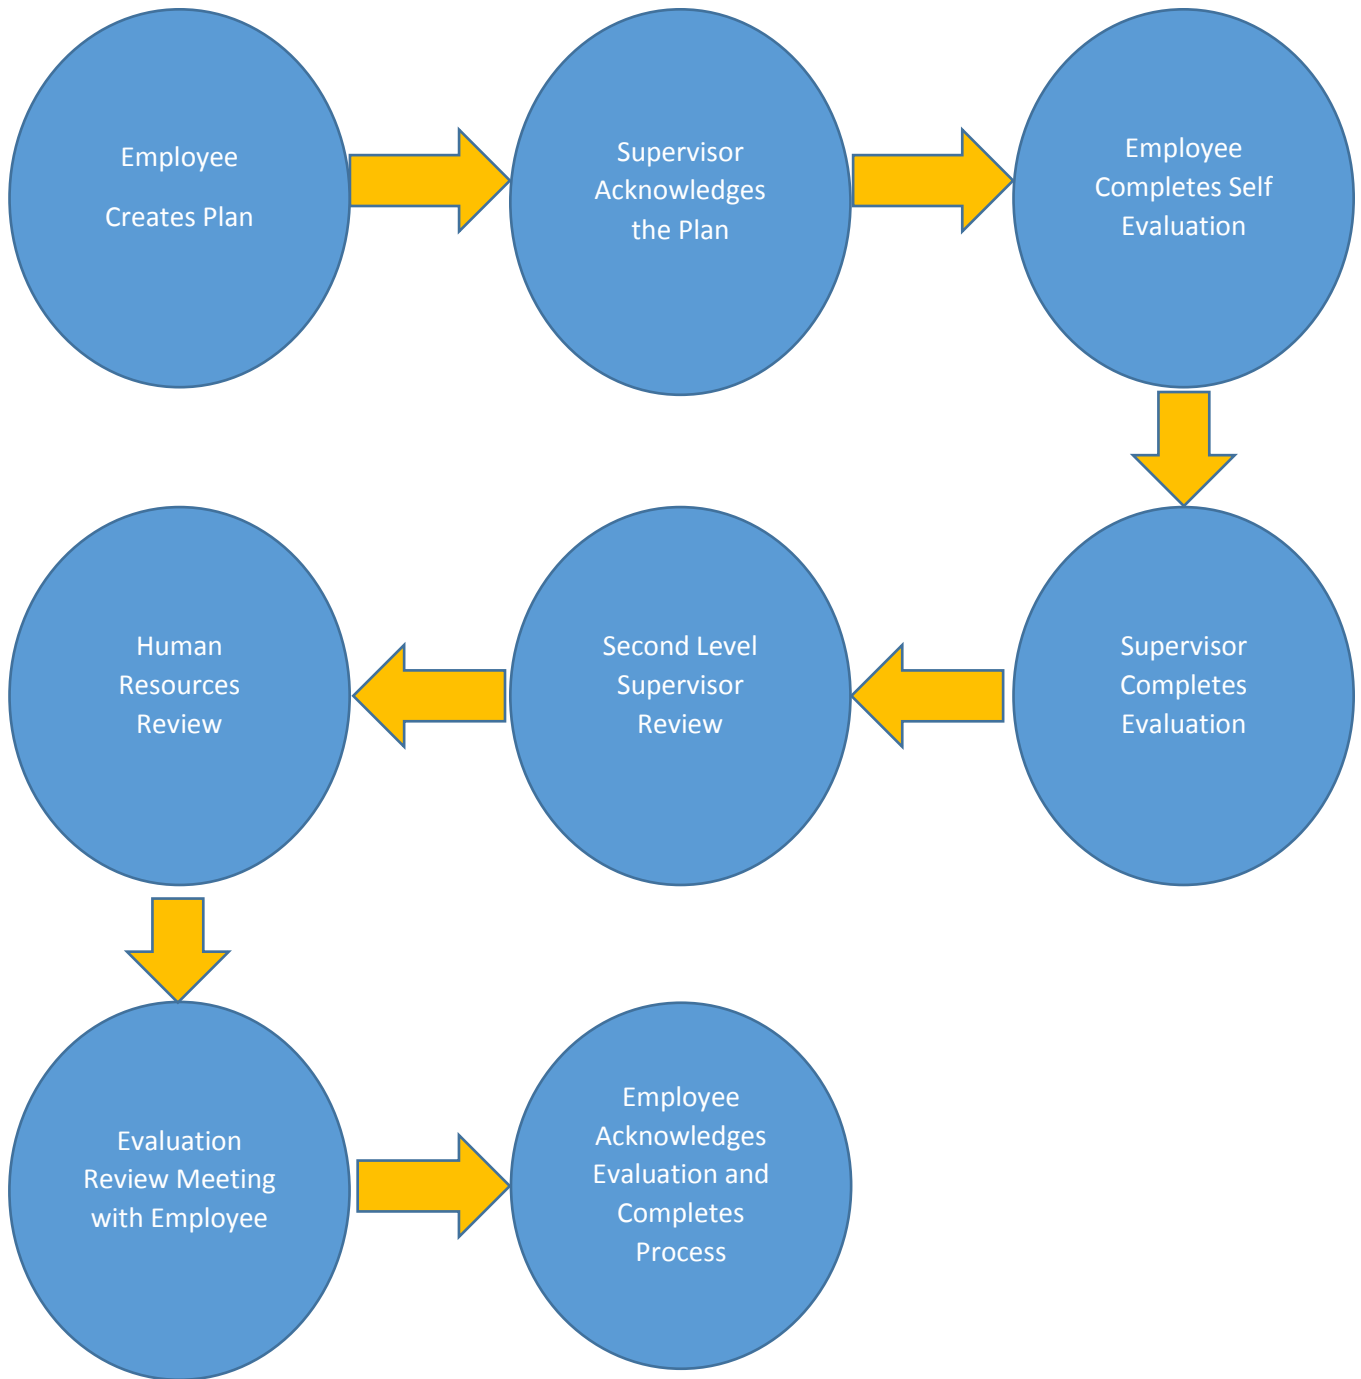 Employee
Creates Plan
Supervisor
Acknowledges
the Plan
Employee
Completes Self
Evaluation
Supervisor
Completes
Evaluation
Second Level
Supervisor
Review
Human
Resources
Review
Evaluation
Review Meeting
with Employee
Employee
Acknowledges
Evaluation and
Completes
Process